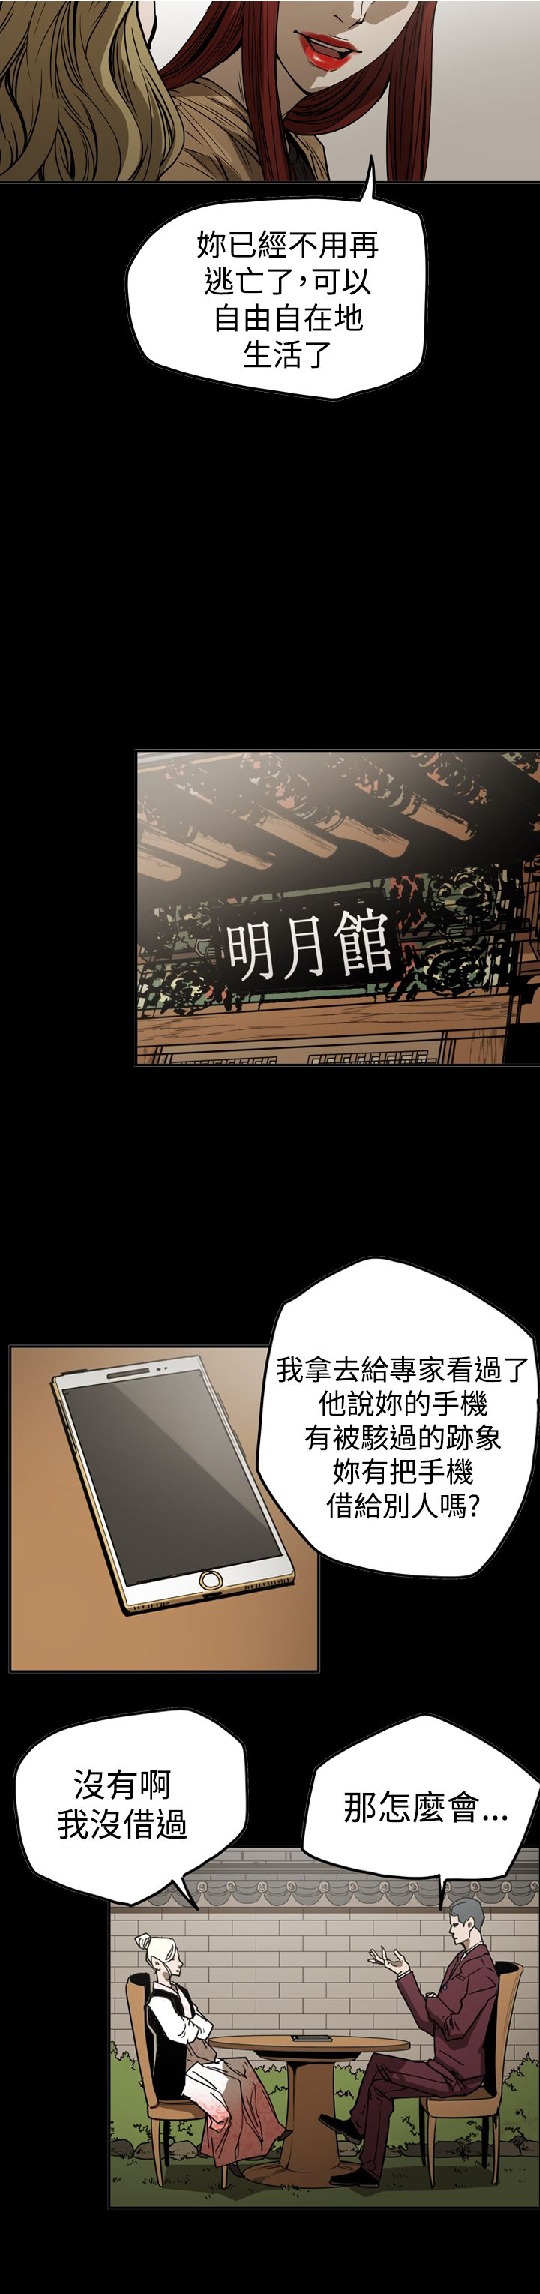 妳已經不用再
逃亡了,可以
自由自在地
生活了
明月館
我拿去給專家看過了
他說妳的手機
有被駭過的跡象
妳有把手機
借給別人嗎?
沒有啊
我沒借過
那怎麼會...